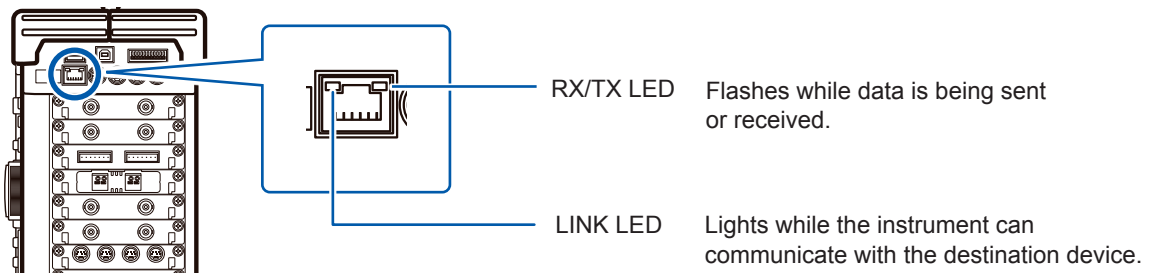 RX/TX LED
Flashes while data is being sent
or received.
LINK LED
Lights while the instrument can
communicate with the destination device.